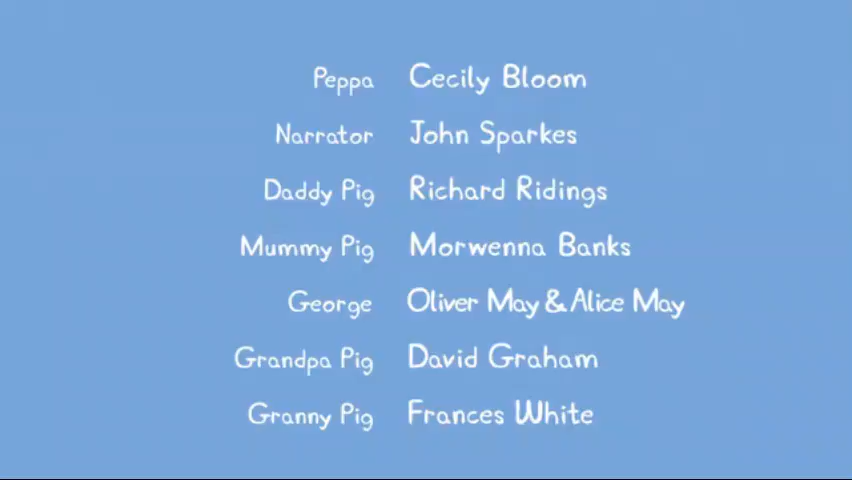 Peppa Cecily Bloom
Narrator John Sparkes
Daddy Pig Richard Ridings
Mummy Pig Morwenna Banks
George Oliver May & Alice May
Grandpa Pig David Graham
Granny Pig Frances White